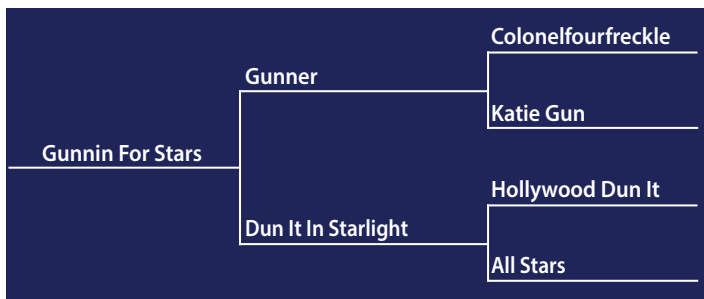 Colonelfourfreckle
Gunner
Katie Gun
Gunnin For Stars
Hollywood Dun It
Dun It In Starlight
All Stars